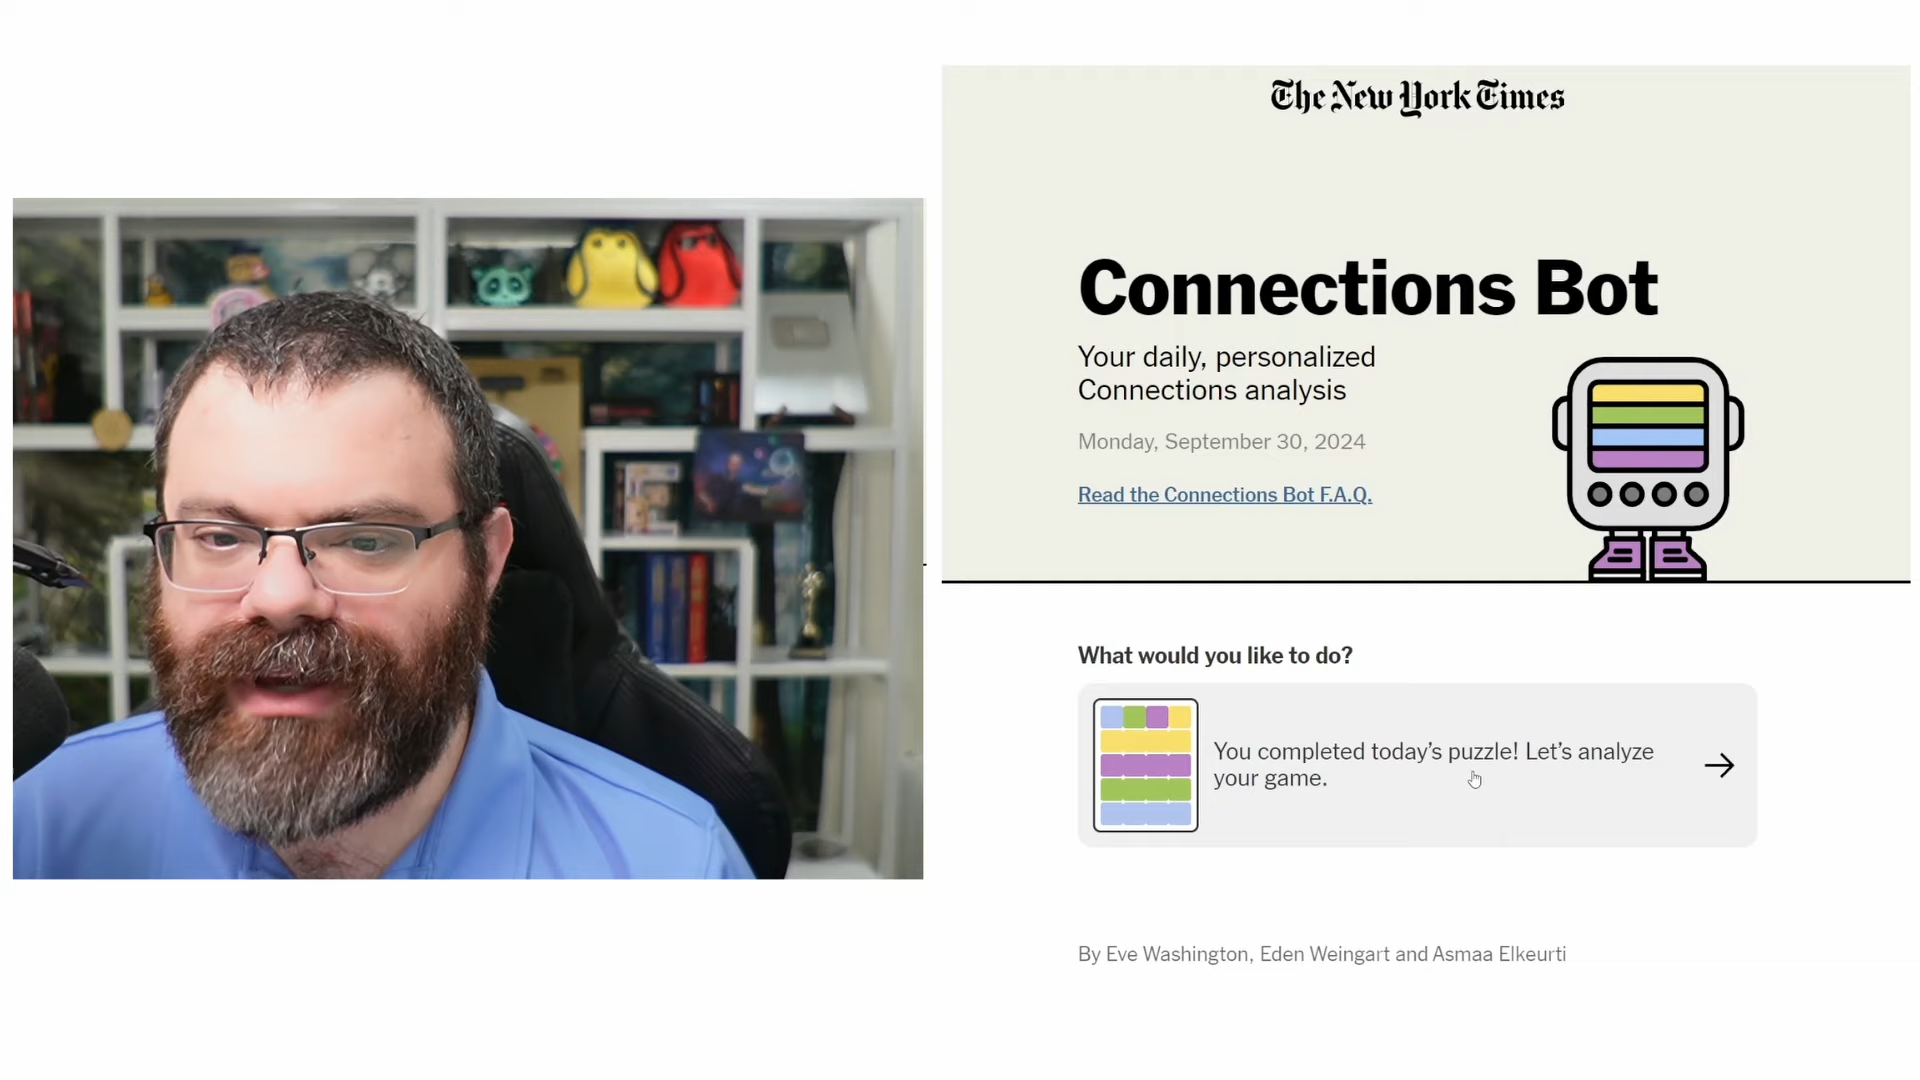 The New York Times
Connections Bot
Your daily, personalized
Connections analysis
Monday, September 30, 2024
Read the Connections Bot F.A.Q.
What would you like to do?
You completed today's puzzle! Let's analyze
your game.
By Eve Washington, Eden Weingart and Asmaa Elkeurti